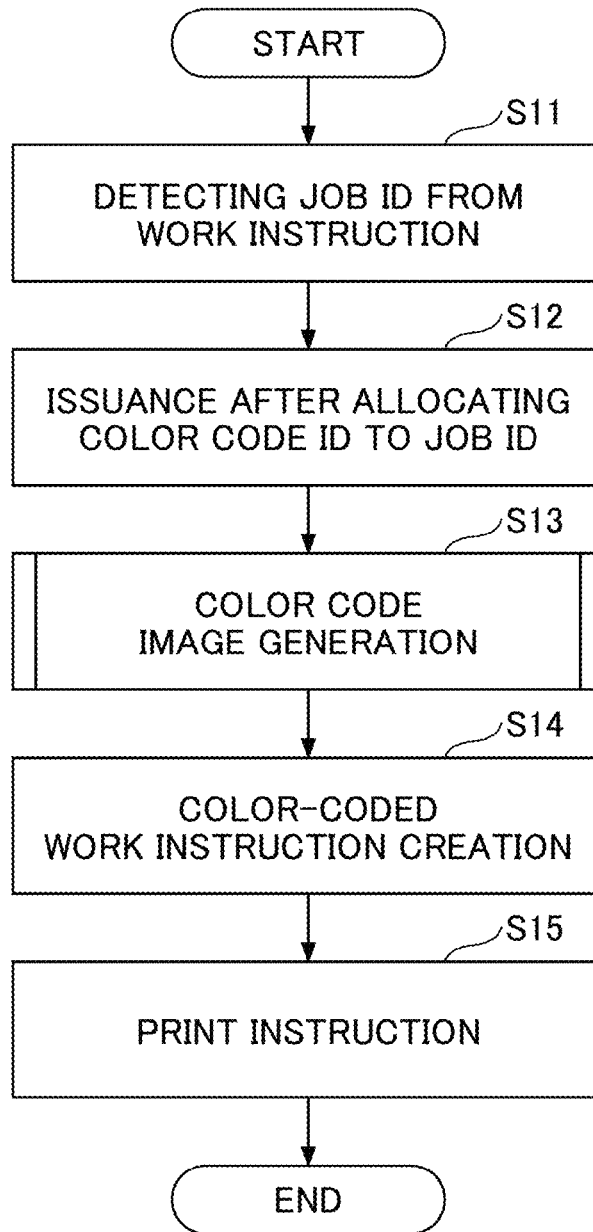 START
S11
DETECTING JOB ID FROM
WORK INSTRUCTION
S12
ISSUANCE AFTER ALLOCATING
COLOR CODE ID TO JOB ID
S13
COLOR CODE
IMAGE GENERATION
S14
COLOR-CODED
WORK INSTRUCTION CREATION
S15
PRINT INSTRUCTION
END